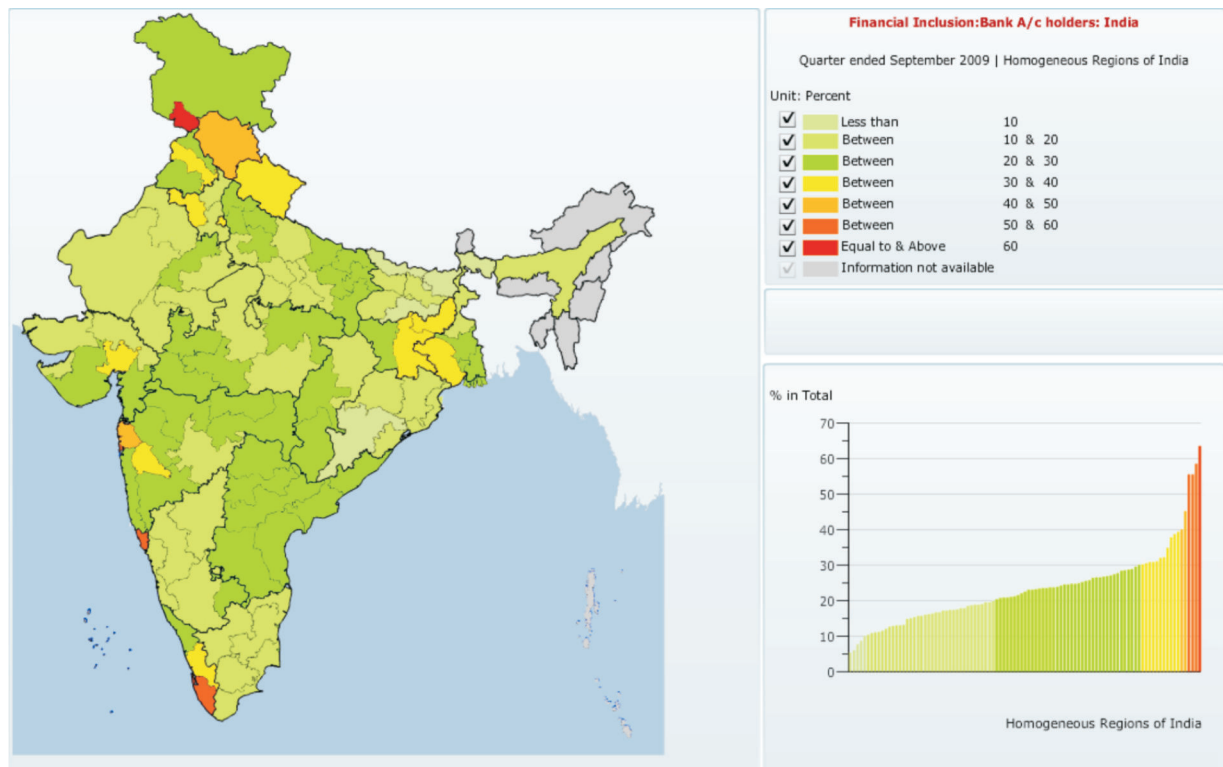 Financial Inclusion:Bank A/c holders: India
Quarter ended September 2009 | Homogeneous Regions of India
Unit: Percent
Less than 10
Between 10 & 20
Between 20 & 30
Between 30 & 40
Between 40 & 50
Between 50 & 60
Equal to & Above 60
Information not available
% in Total
70
60
50
40
30
20
10
0
Homogeneous Regions of India